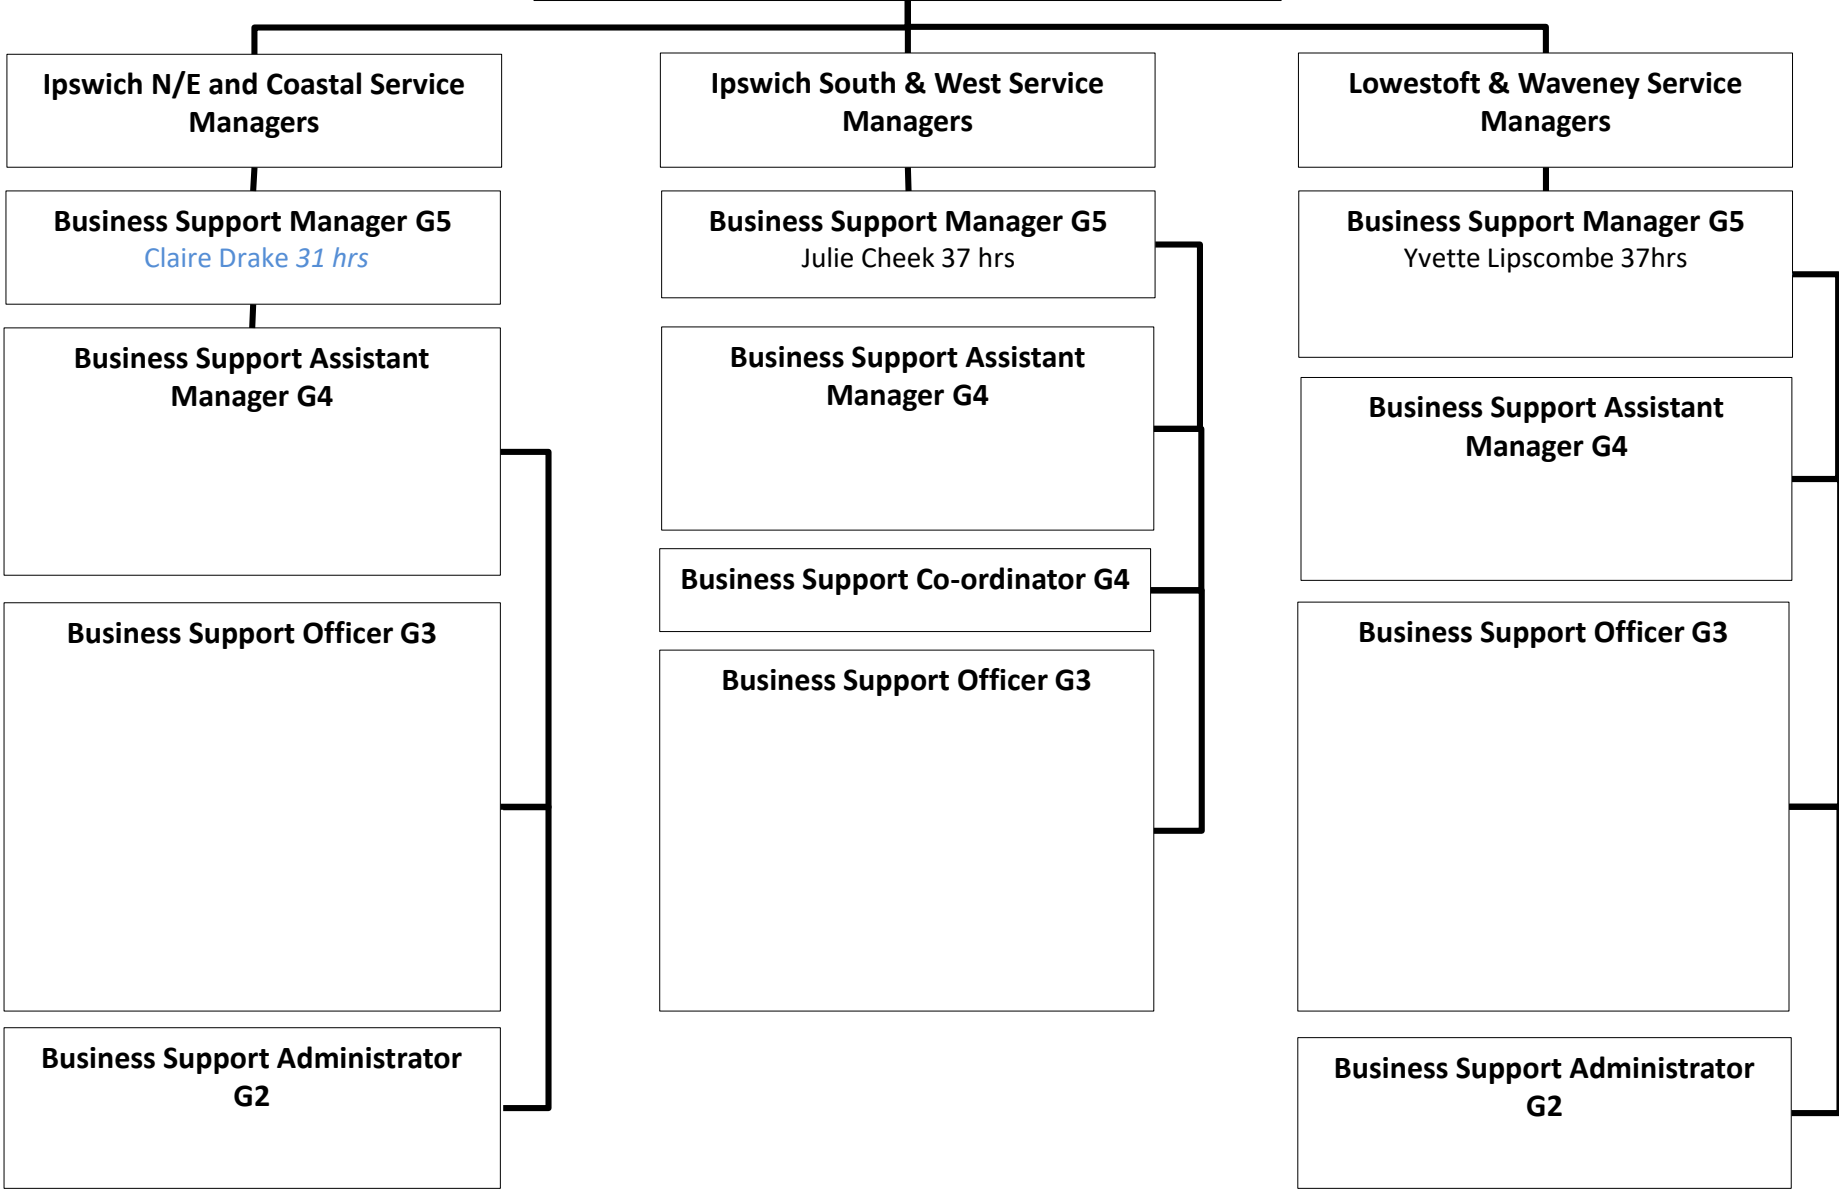 Ipswich N/E and Coastal Service
Managers
Business Support Manager G5
Claire Drake 31 hrs
Business Support Assistant
Manager G4
Business Support Officer G3
Business Support Administrator
G2
Ipswich South & West Service
Managers
Business Support Manager G5
Julie Cheek 37 hrs
Business Support Assistant
Manager G4
Business Support Co-ordinator G4
Business Support Officer G3
Lowestoft & Waveney Service
Managers
Business Support Manager G5
Yvette Lipscombe 37hrs
Business Support Assistant
Manager G4
Business Support Officer G3
Business Support Administrator
G2